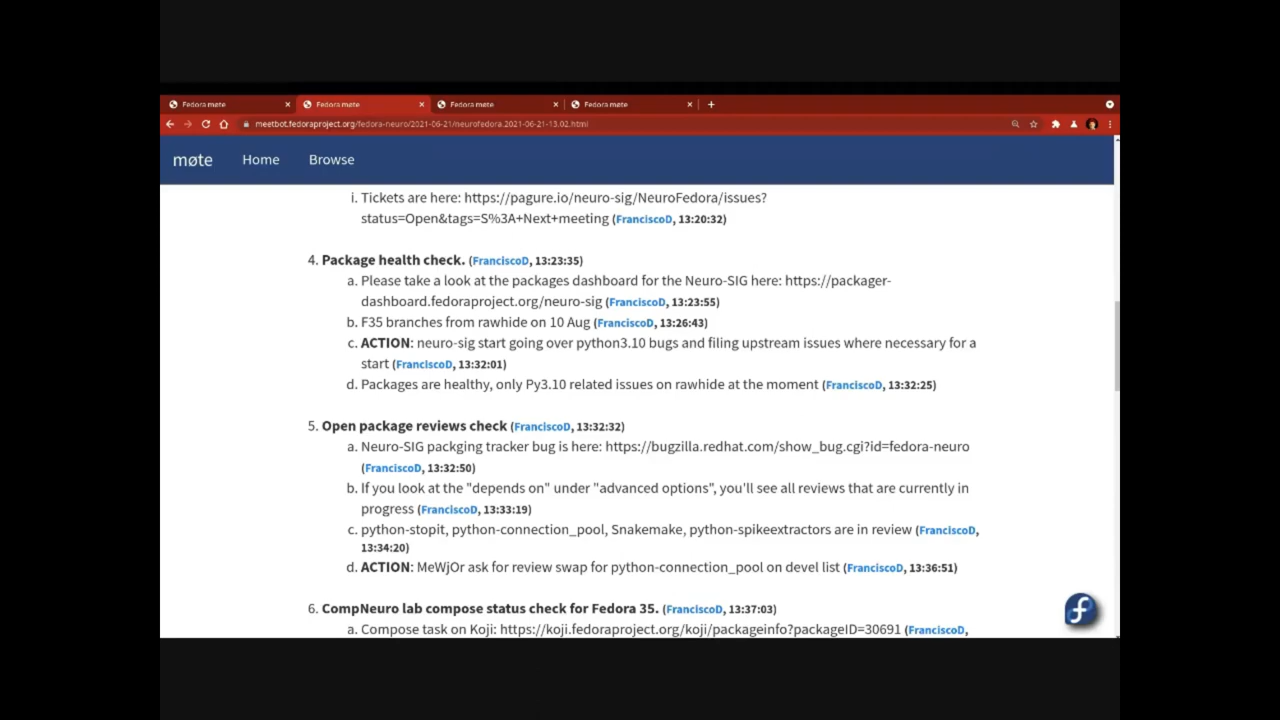 Fedora møte
Fedora møte
Fedora møte
Fedora møte
meetbot.fedoraproject.org/fedora-neuro/2021-06-21/neurofedora.2021-06-21-13.02.html
møte Home Browse
i. Tickets are here: https://pagure.io/neuro-sig/NeuroFedora/issues?
status=Open&tags=S%3A+Next+meeting (FranciscoD, 13:20:32)
4. Package health check. (FranciscoD, 13:23:35)
a. Please take a look at the packages dashboard for the Neuro-SIG here: https://packager-
dashboard.fedoraproject.org/neuro-sig (FranciscoD, 13:23:55)
b. F35 branches from rawhide on 10 Aug (FranciscoD, 13:26:43)
c. ACTION: neuro-sig start going over python3.10 bugs and filing upstream issues where necessary for a
start (FranciscoD, 13:32:01)
d. Packages are healthy, only Py3.10 related issues on rawhide at the moment (FranciscoD, 13:32:25)
5. Open package reviews check (FranciscoD, 13:32:32)
a. Neuro-SIG packging tracker bug is here: https://bugzilla.redhat.com/show_bug.cgi?id=fedora-neuro
(FranciscoD, 13:32:50)
b. If you look at the "depends on" under "advanced options", you'll see all reviews that are currently in
progress (FranciscoD, 13:33:19)
c. python-stopit, python-connection_pool, Snakemake, python-spikeextractors are in review (FranciscoD,
13:34:20)
d. ACTION: MeWjOr ask for review swap for python-connection_pool on devel list (FranciscoD, 13:36:51)
6. CompNeuro lab compose status check for Fedora 35. (FranciscoD, 13:37:03)
a. Compose task on Koji: https://koji.fedoraproject.org/koji/packageinfo?packageID=30691 (FranciscoD,